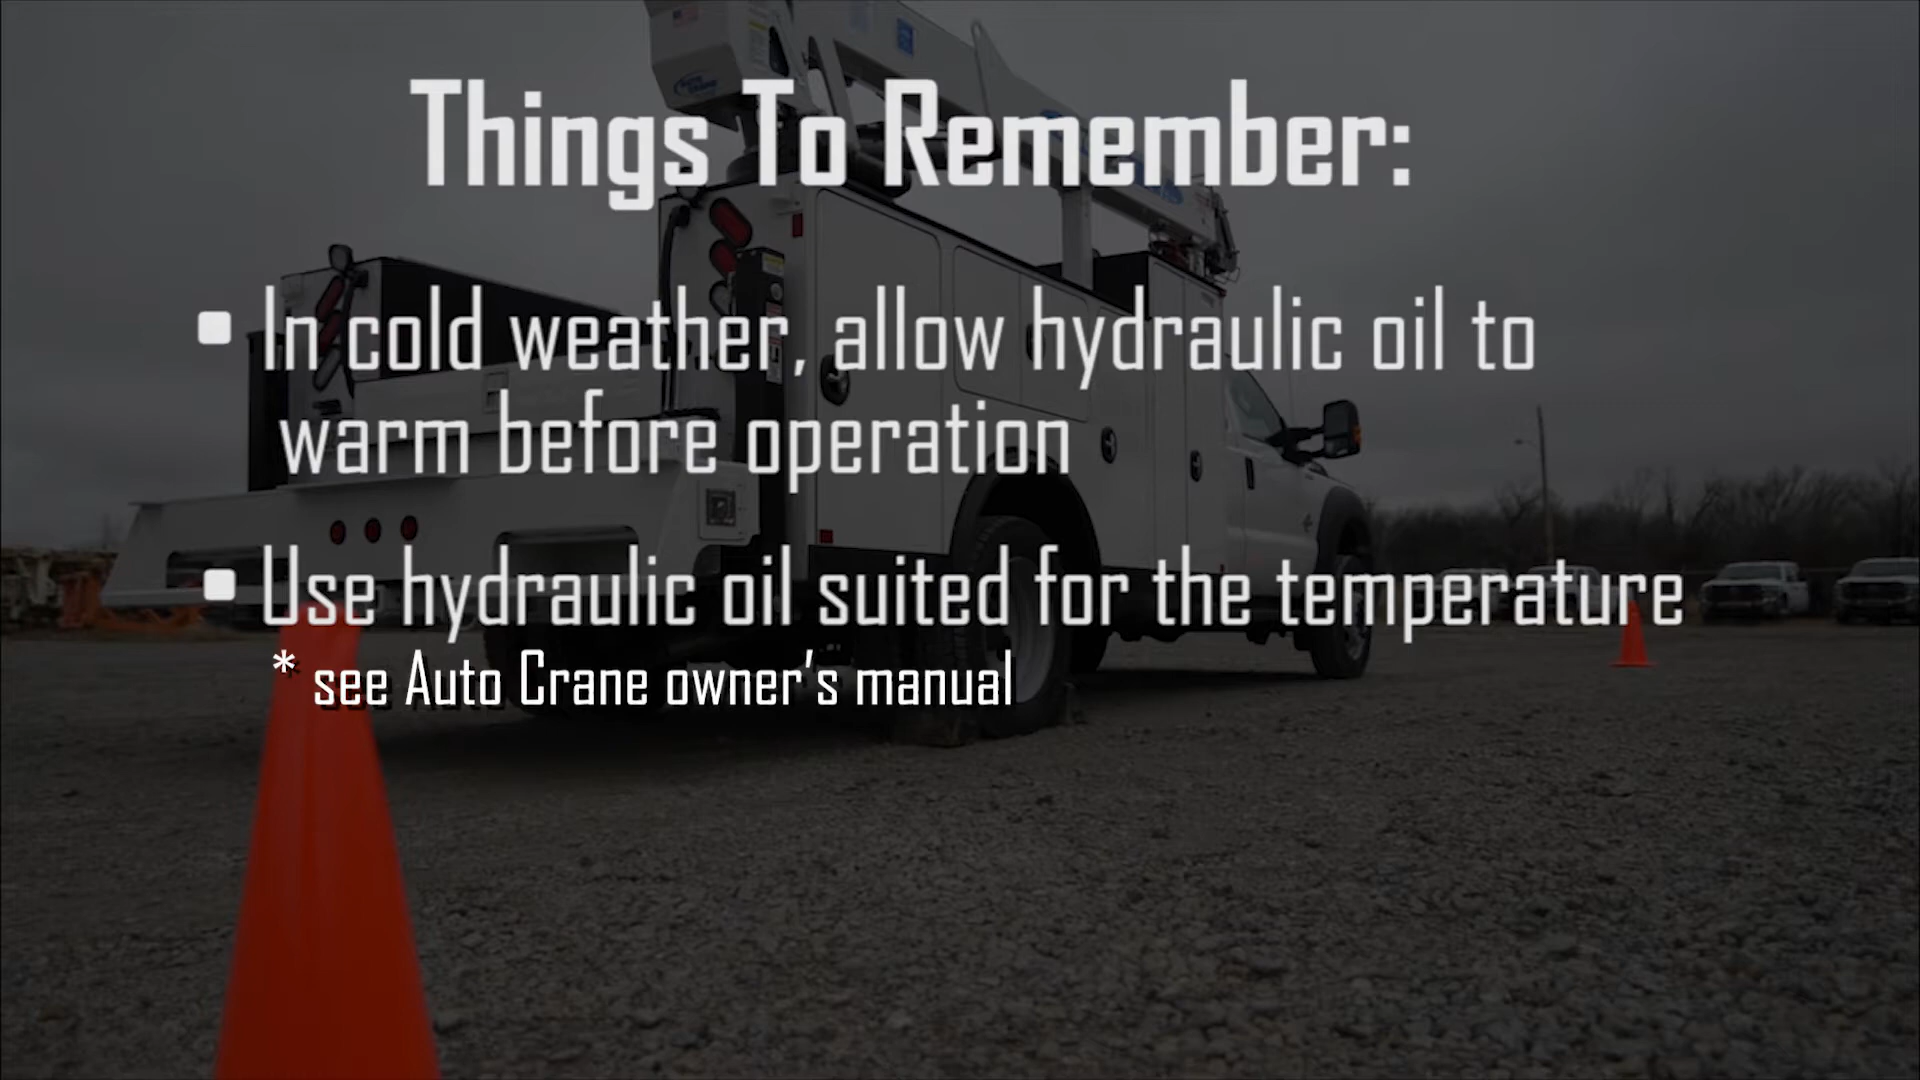 Things To Remember:
▪ In cold weather, allow hydraulic oil to
warm before operation
▪ Use hydraulic oil suited for the temperature
* see Auto Crane owner's manual